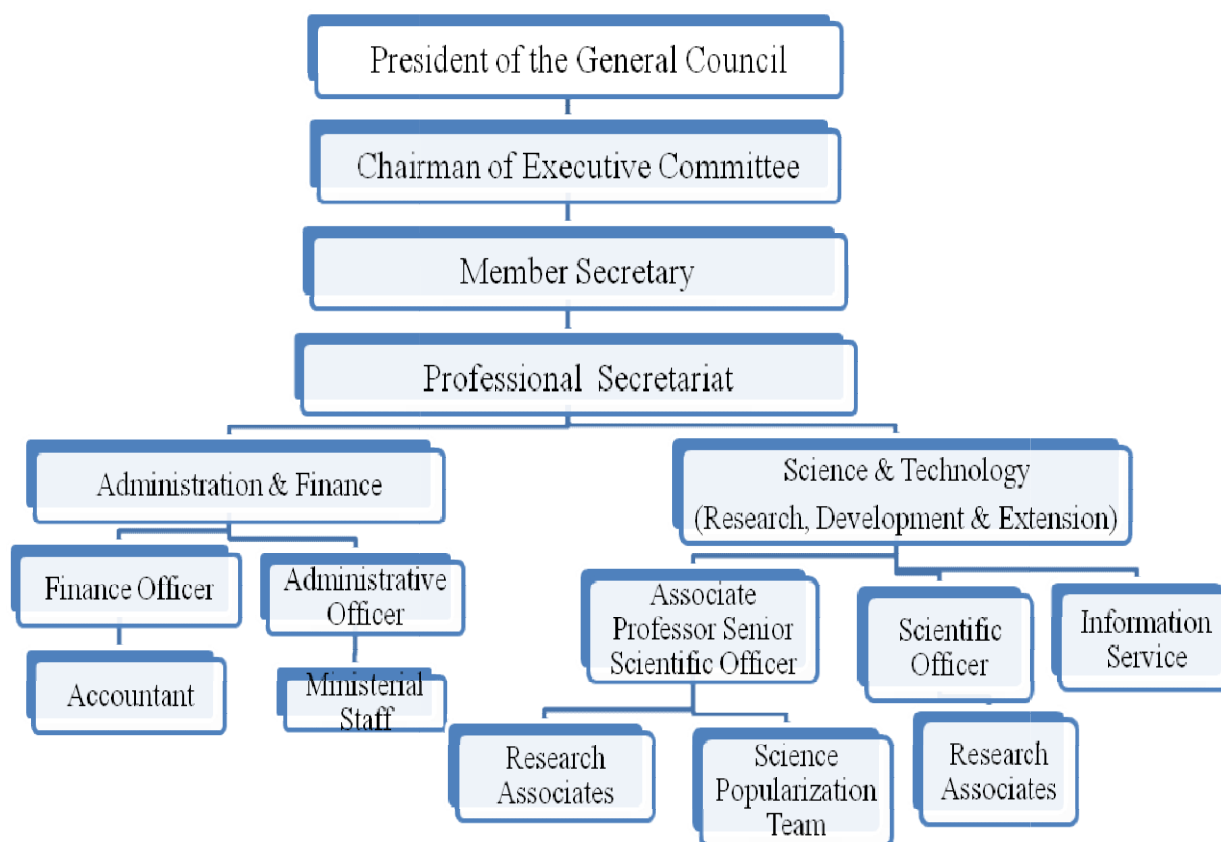 President of the General Council
Chairman of Executive Committee
Member Secretary
Professional Secretariat
Administration & Finance
Science & Technology
(Research, Development & Extension)
Finance Officer
Administrative
Officer
Associate
Professor Senior
Scientific Officer
Scientific
Officer
Information
Service
Accountant
Ministerial
Staff
Research
Associates
Science
Popularization
Team
Research
Associates